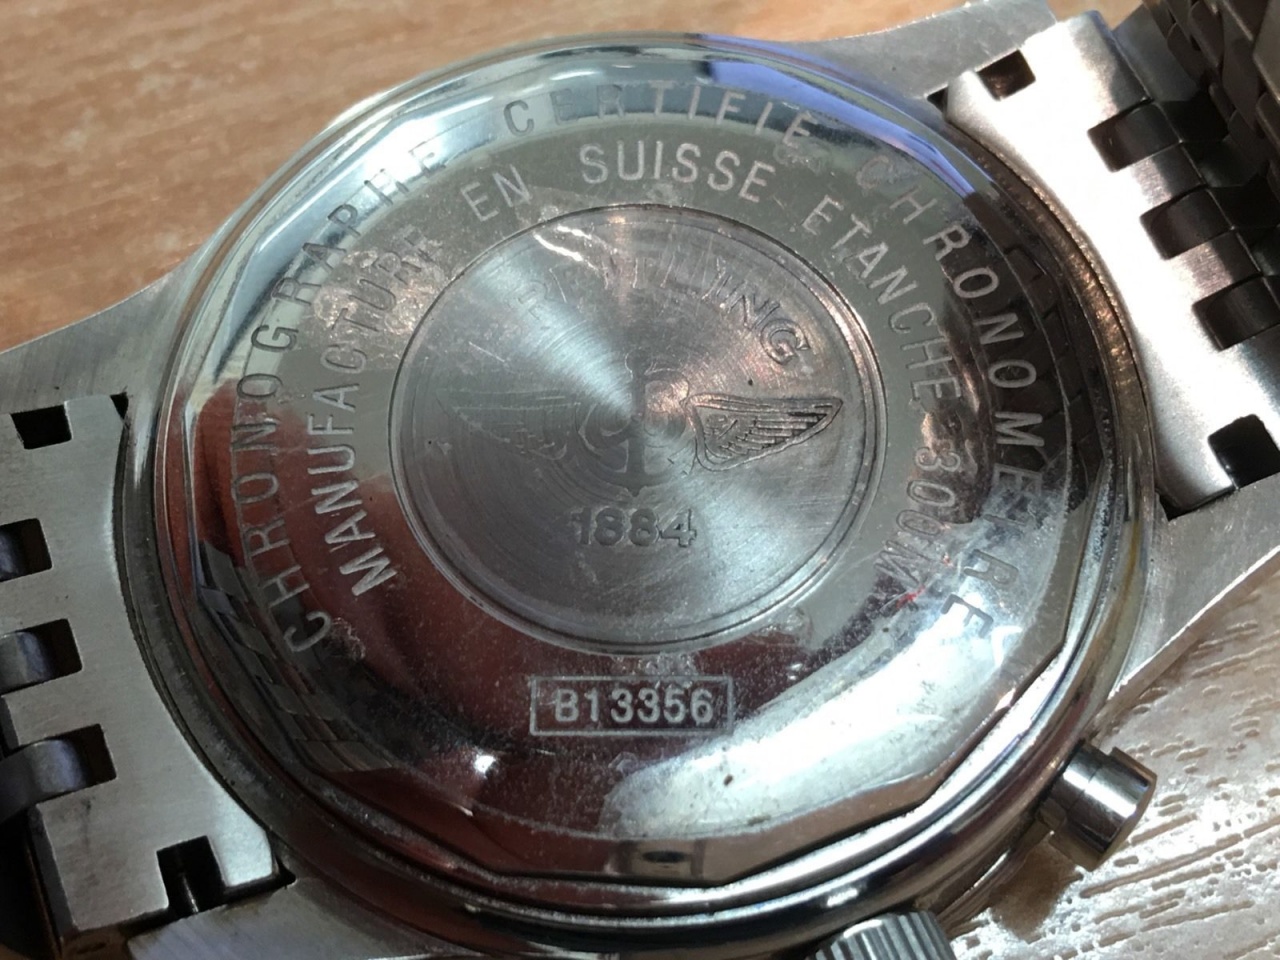 CHRONOGRAPHE CERTIFIE CHRONOMETRE
MANUFACTURE EN SUISSE ETANCHE 300M
BREITLING
1884
B13356